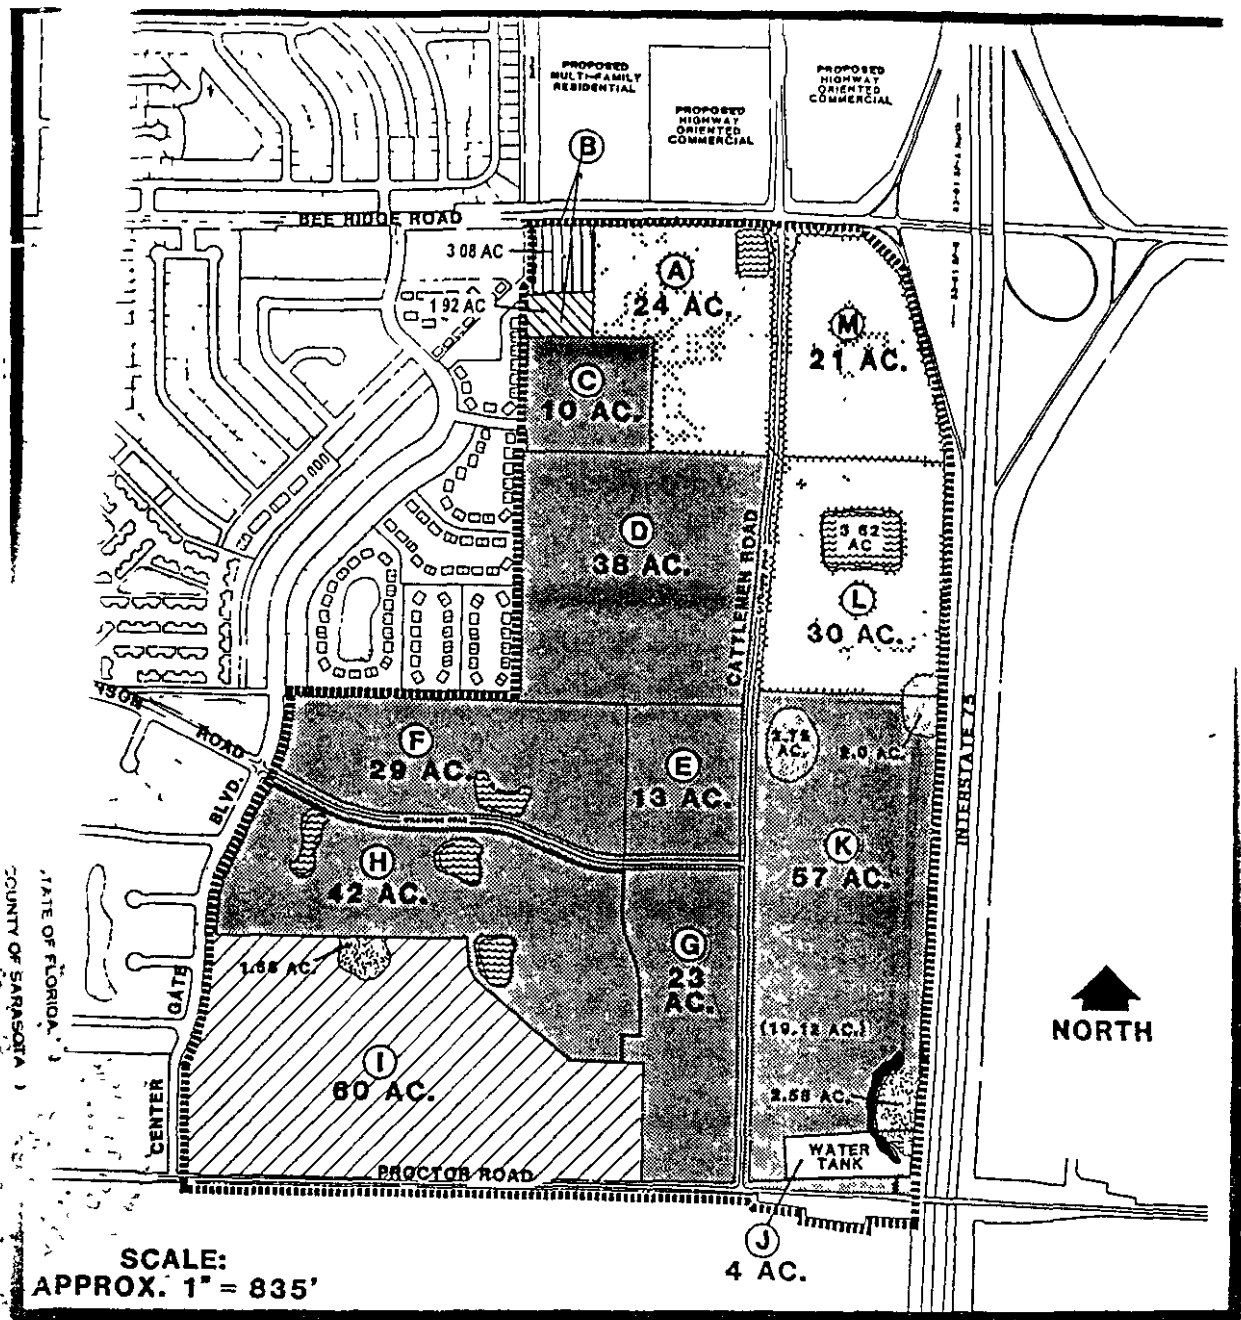 PROPOSED
MULTI-FAMILY
RESIDENTIAL
PROPOSED
HIGHWAY
ORIENTED
COMMERCIAL
PROPOSED
HIGHWAY
ORIENTED
COMMERCIAL
B
BEE RIDGE ROAD
3 08 AC
1 92 AC
A
24 AC.
M
21 AC.
C
10 AC.
D
38 AC.
CATTLEMEN ROAD
3 62
AC
L
30 AC.
ROAD
BLVD.
F
29 AC.
E
13 AC.
2.0 AC.
INTERSTATE 75
H
42 AC.
K
57 AC.
G
23
AC.
GATE
CENTER
(19.12 AC.)
NORTH
I
60 AC.
2.58 AC.
WATER
TANK
PROCTOR ROAD
J
4 AC.
SCALE:
APPROX. 1" = 835'
TATE OF FLORIDA, )
COUNTY OF SARASOTA )